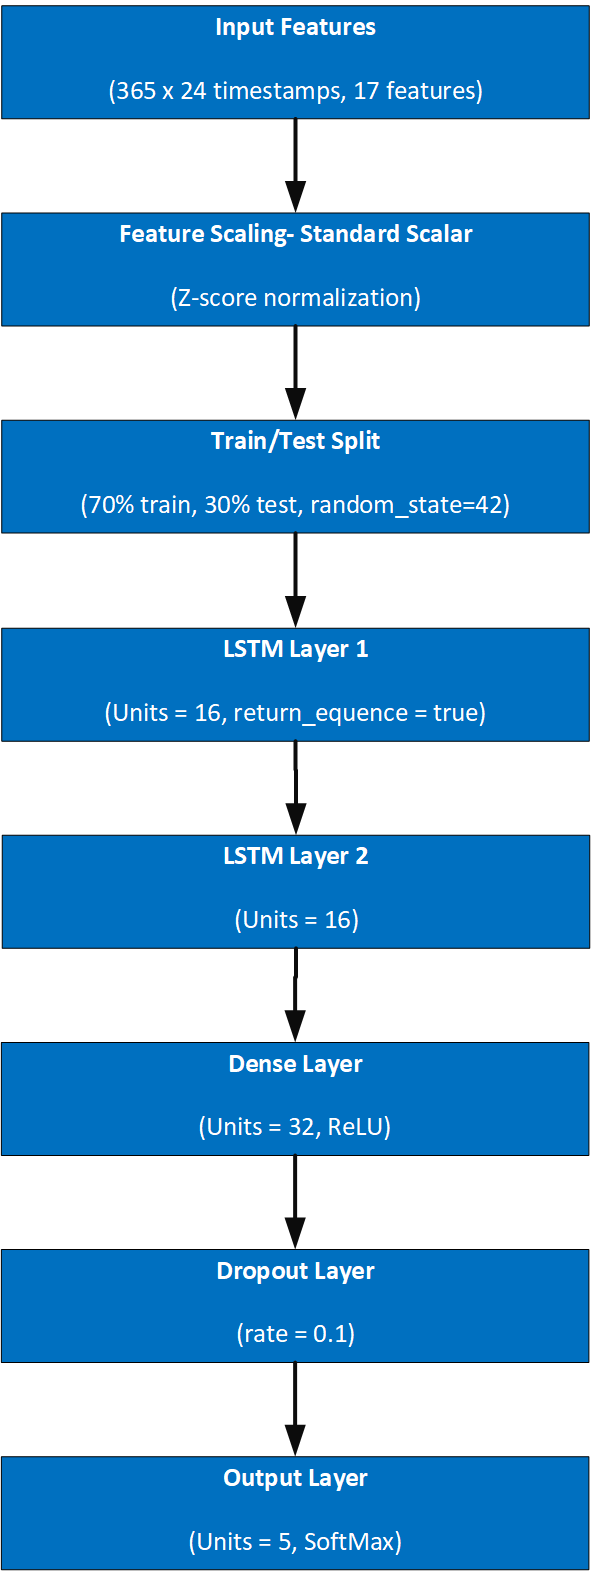 Input Features
(365 x 24 timestamps, 17 features)
Feature Scaling- Standard Scalar
(Z-score normalization)
Train/Test Split
(70% train, 30% test, random_state=42)
LSTM Layer 1
(Units = 16, return_equence = true)
LSTM Layer 2
(Units = 16)
Dense Layer
(Units = 32, ReLU)
Dropout Layer
(rate = 0.1)
Output Layer
(Units = 5, SoftMax)